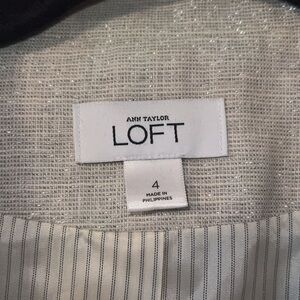 ANN TAYLOR
LOFT
4
MADE IN
PHILIPPINES